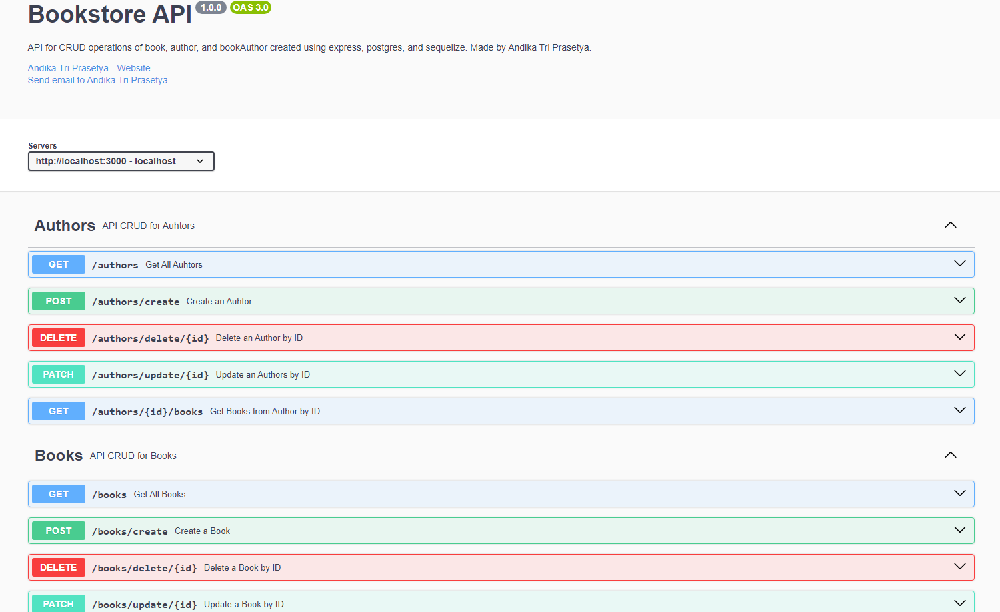 Bookstore API 1.0.0 OAS 3.0
API for CRUD operations of book, author, and bookAuthor created using express, postgres, and sequelize. Made by Andika Tri Prasetya.
Andika Tri Prasetya - Website
Send email to Andika Tri Prasetya
Servers
http://localhost:3000 - localhost
Authors API CRUD for Auhtors
GET /authors Get All Auhtors
POST /authors/create Create an Auhtor
DELETE /authors/delete/{id} Delete an Author by ID
PATCH /authors/update/{id} Update an Authors by ID
GET /authors/{id}/books Get Books from Author by ID
Books API CRUD for Books
GET /books Get All Books
POST /books/create Create a Book
DELETE /books/delete/{id} Delete a Book by ID
PATCH /books/update/{id} Update a Book by ID